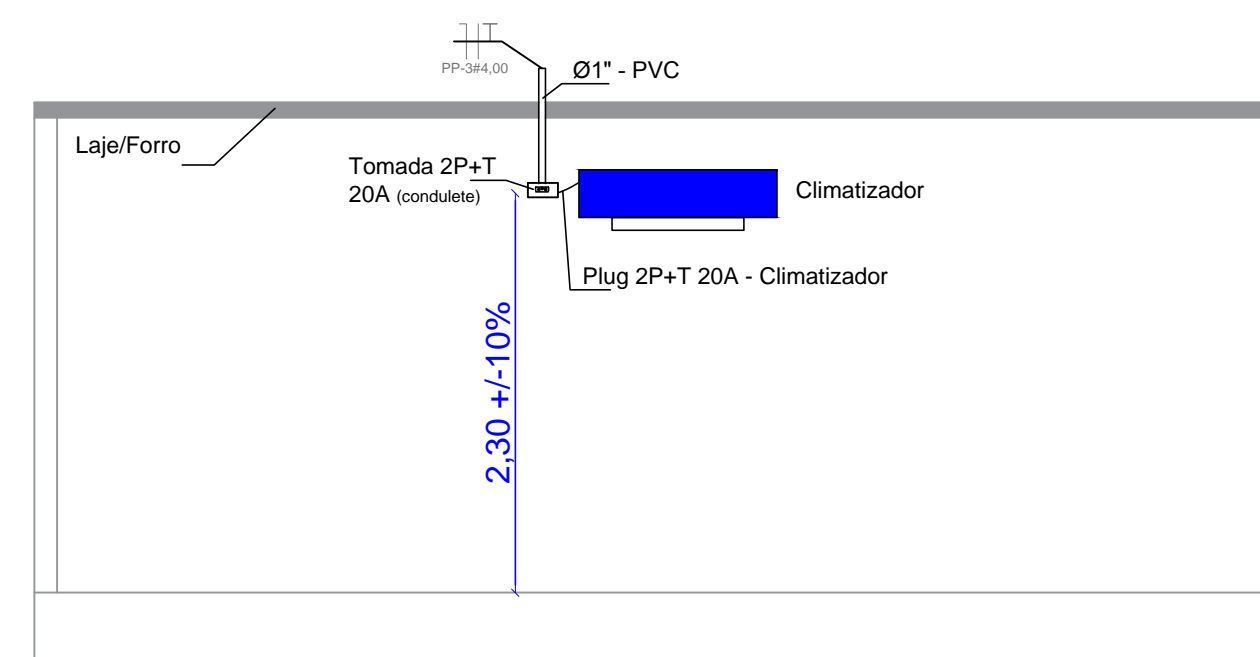 PP-3#4,00
Ø1" - PVC
Laje/Forro
Tomada 2P+T
20A (condulete)
Climatizador
Plug 2P+T 20A - Climatizador
2,30 +/-10%